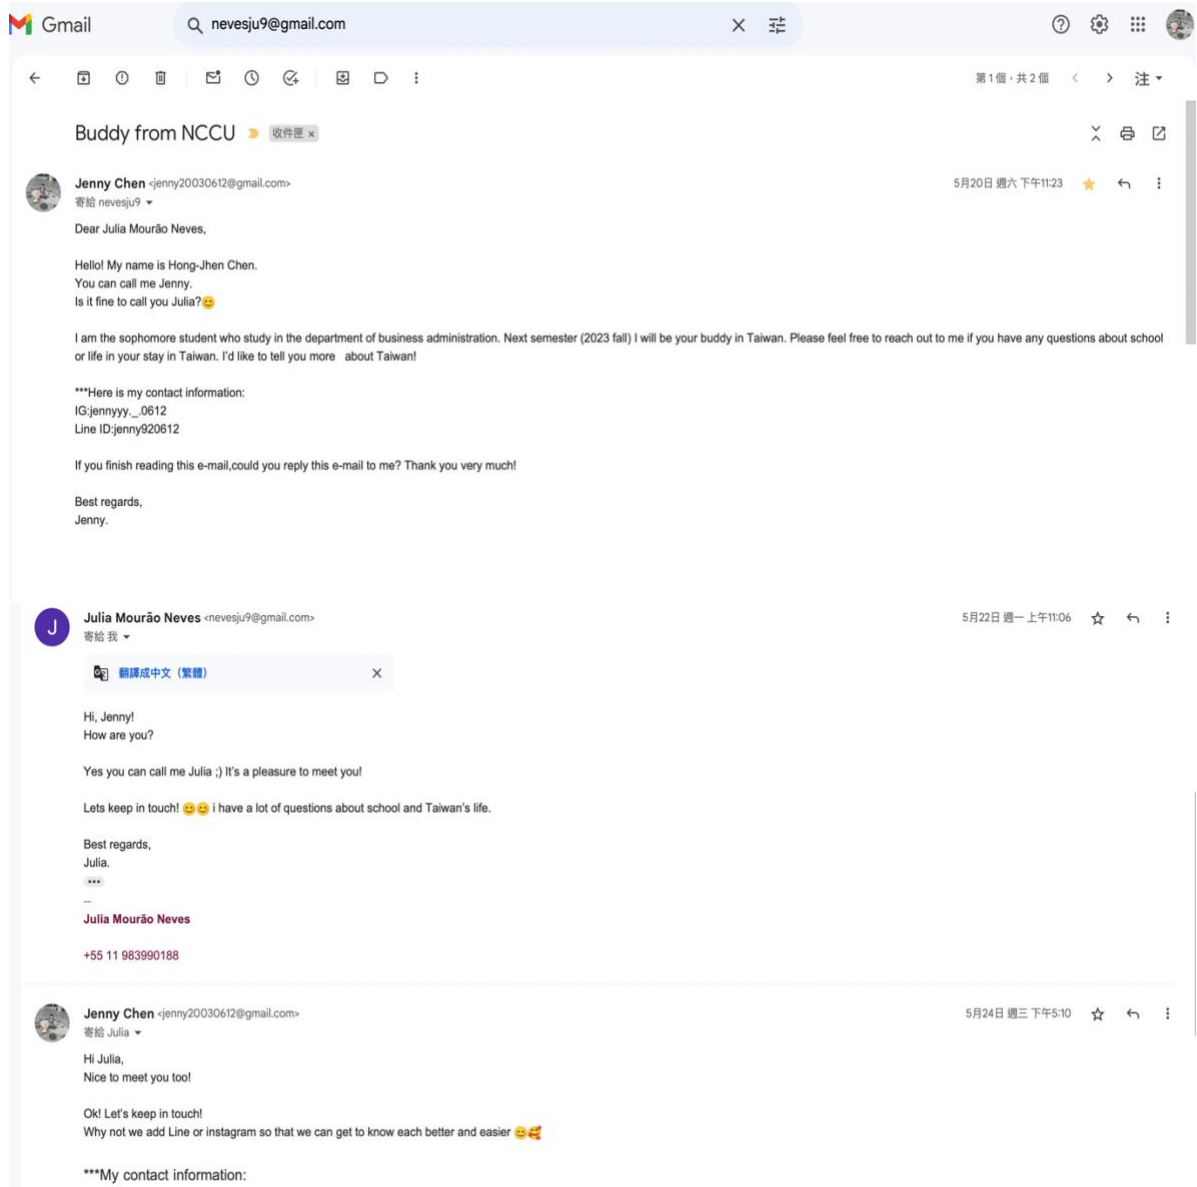 Gmail
nevesju9@gmail.com
第 1 個，共 2 個
注
Buddy from NCCU
收件匣 x
Jenny Chen <jenny20030612@gmail.com>
5月20日 週六 下午11:23
寄給 nevesju9
Dear Julia Mourão Neves,
Hello! My name is Hong-Jhen Chen.
You can call me Jenny.
Is it fine to call you Julia?😊
I am the sophomore student who study in the department of business administration. Next semester (2023 fall) I will be your buddy in Taiwan. Please feel free to reach out to me if you have any questions about school
or life in your stay in Taiwan. I'd like to tell you more about Taiwan!
***Here is my contact information:
IG:jennyyy._.0612
Line ID:jenny920612
If you finish reading this e-mail,could you reply this e-mail to me? Thank you very much!
Best regards,
Jenny.
J
Julia Mourão Neves <nevesju9@gmail.com>
5月22日 週一 上午11:06
寄給 我
翻譯成中文（繁體）
Hi, Jenny!
How are you?
Yes you can call me Julia ;) It's a pleasure to meet you!
Lets keep in touch! 😊😊 i have a lot of questions about school and Taiwan's life.
Best regards,
Julia.
•••
--
Julia Mourão Neves
+55 11 983990188
Jenny Chen <jenny20030612@gmail.com>
5月24日 週三 下午5:10
寄給 Julia
Hi Julia,
Nice to meet you too!
Ok! Let's keep in touch!
Why not we add Line or instagram so that we can get to know each better and easier 😊🥰
***My contact information: